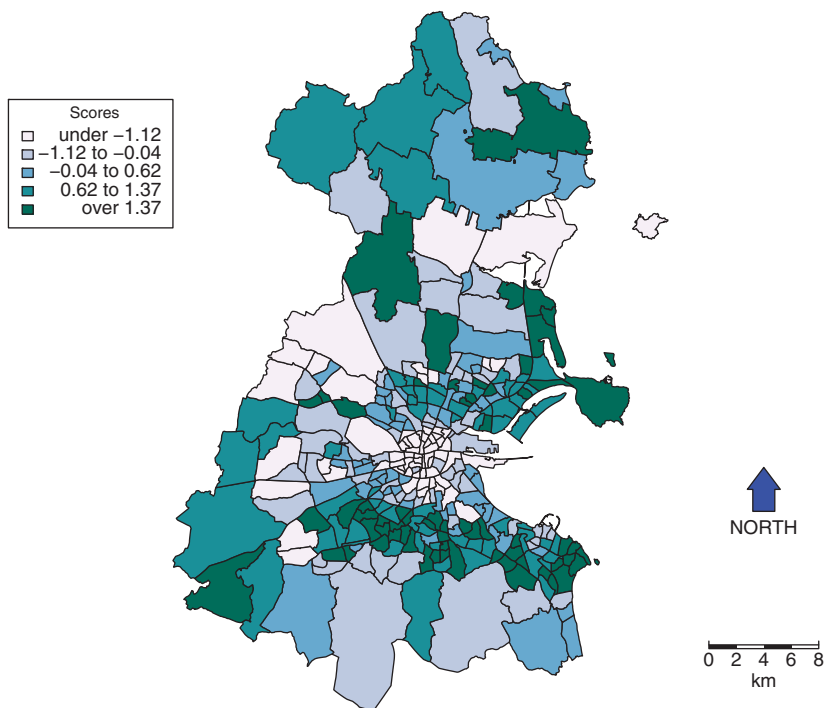 Scores
under −1.12
−1.12 to −0.04
−0.04 to 0.62
0.62 to 1.37
over 1.37
NORTH
0 2 4 6 8
km